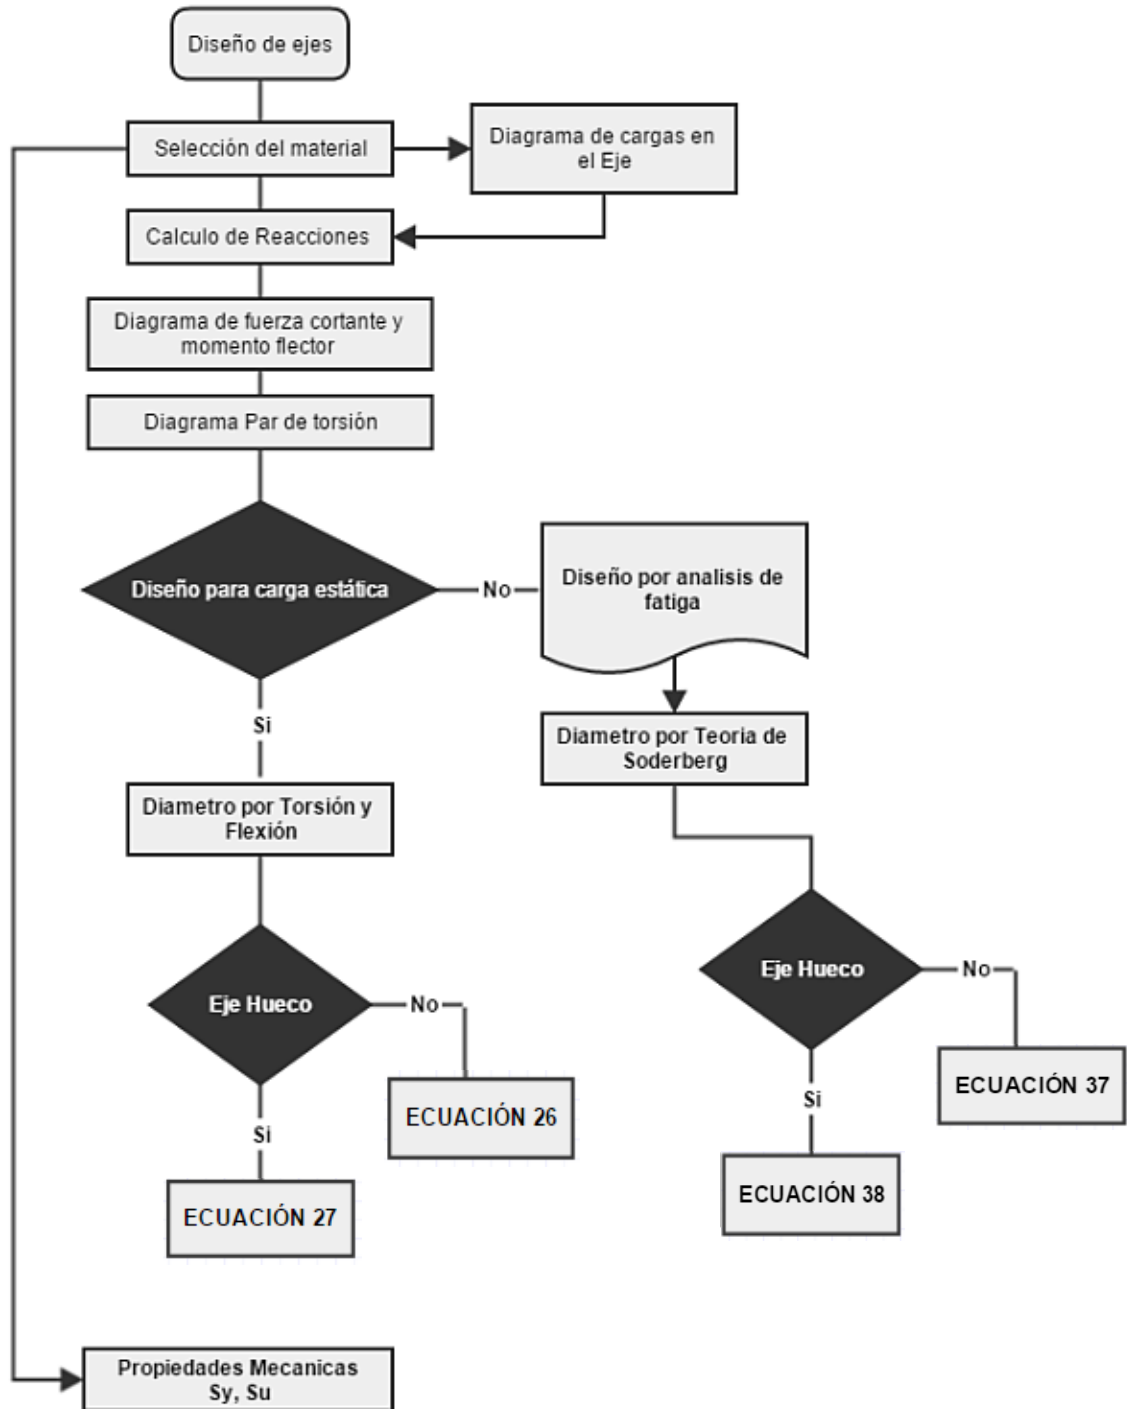 Diseño de ejes
Selección del material
Diagrama de cargas en
el Eje
Calculo de Reacciones
Diagrama de fuerza cortante y
momento flector
Diagrama Par de torsión
Diseño para carga estática
No
Diseño por analisis de
fatiga
Si
Diametro por Teoria de
Soderberg
Diametro por Torsión y
Flexión
Eje Hueco
No
Eje Hueco
No
ECUACIÓN 26
ECUACIÓN 37
Si
Si
ECUACIÓN 27
ECUACIÓN 38
Propiedades Mecanicas
Sy, Su